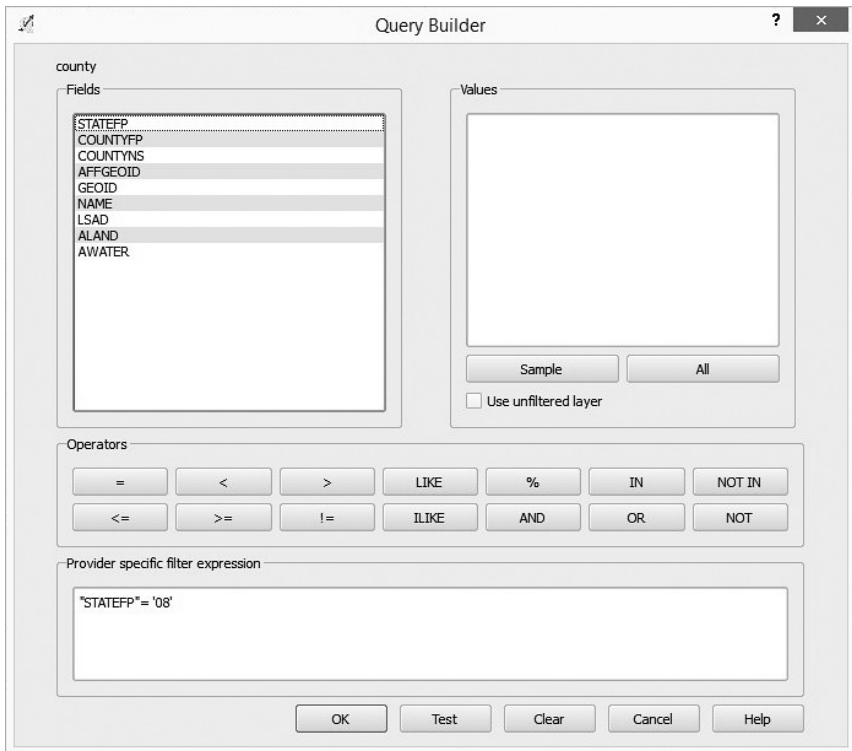 Query Builder
?
×
county
Fields
STATEFP
COUNTYFP
COUNTYNS
AFFGEOID
GEOID
NAME
LSAD
ALAND
AWATER
Values
Sample
All
Use unfiltered layer
Operators
=
<
>
LIKE
%
IN
NOT IN
<=
>=
!=
ILIKE
AND
OR
NOT
Provider specific filter expression
"STATEFP"= '08'
OK
Test
Clear
Cancel
Help